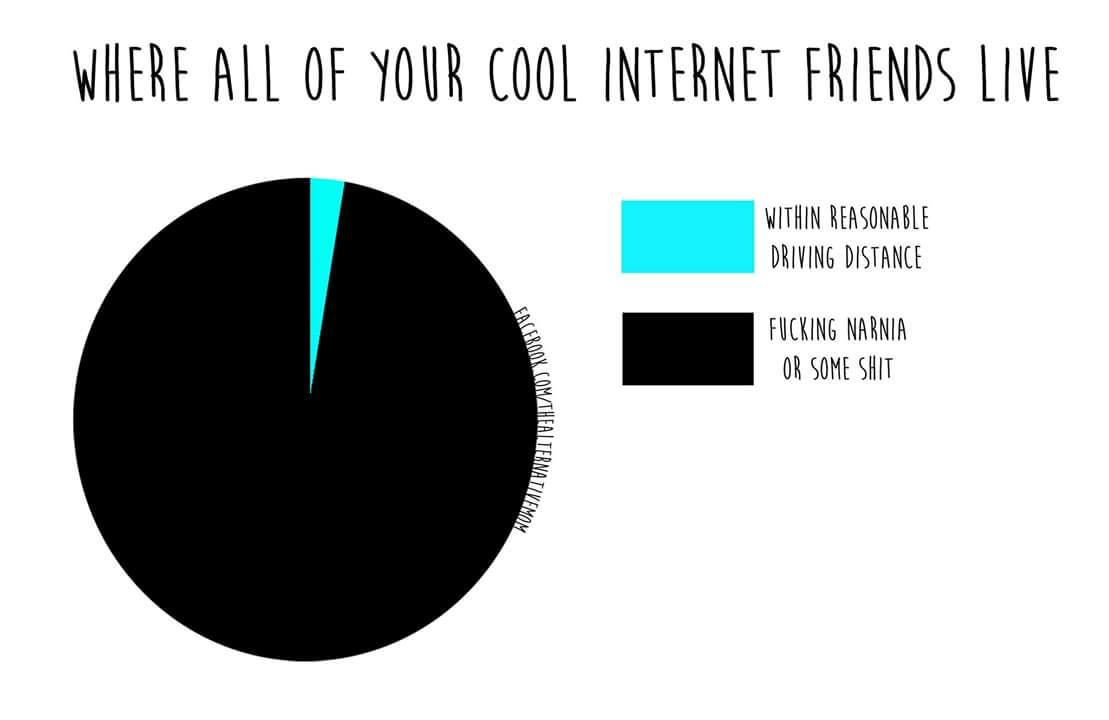 WHERE ALL OF YOUR COOL INTERNET FRIENDS LIVE
WITHIN REASONABLE
DRIVING DISTANCE
FUCKING NARNIA
OR SOME SHIT
FACEBOOK.COM/THEALTERNATIVEMOM